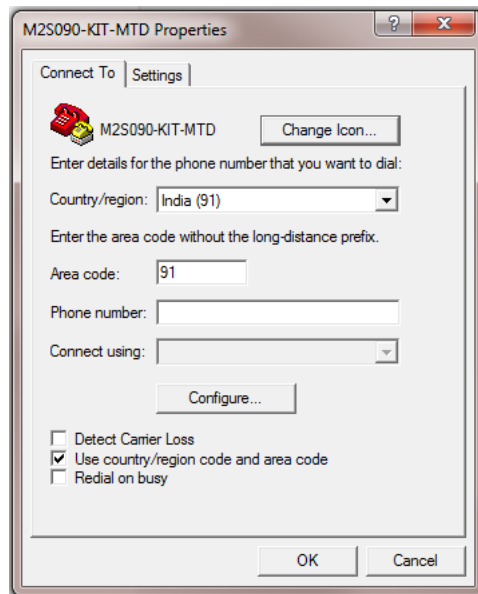 M2S090-KIT-MTD Properties
?
Connect To Settings
M2S090-KIT-MTD Change Icon...
Enter details for the phone number that you want to dial:
Country/region: India (91)
Enter the area code without the long-distance prefix.
Area code: 91
Phone number:
Connect using:
Configure...
Detect Carrier Loss
Use country/region code and area code
Redial on busy
OK Cancel